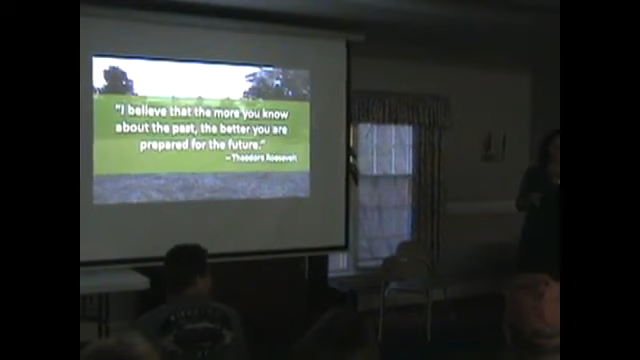 "I believe that the more you know
about the past, the better you are
prepared for the future."
– Theodore Roosevelt